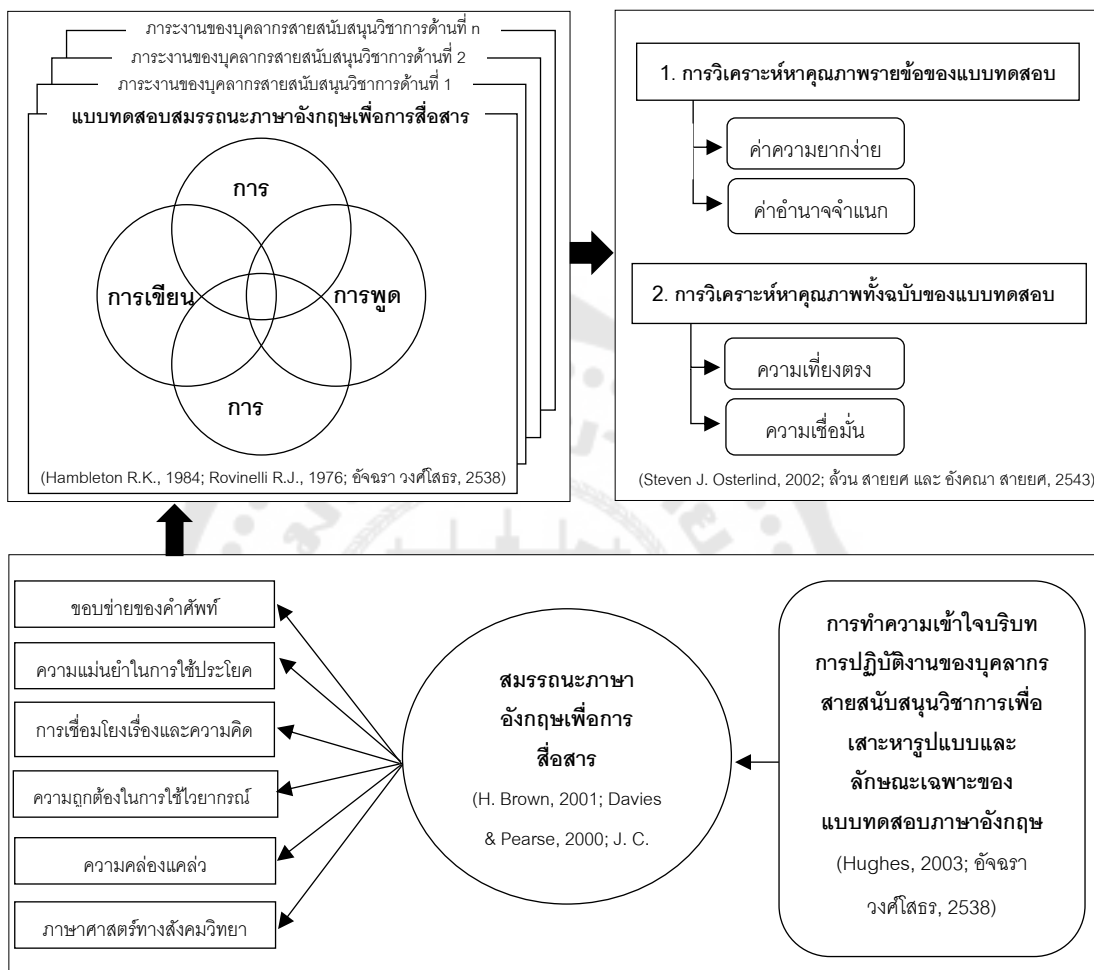 ภาระงานของบุคลากรสายสนับสนุนวิชาการด้านที่ n
ภาระงานของบุคลากรสายสนับสนุนวิชาการด้านที่ 2
ภาระงานของบุคลากรสายสนับสนุนวิชาการด้านที่ 1
แบบทดสอบสมรรถนะภาษาอังกฤษเพื่อการสื่อสาร
การ
การเขียน
การพูด
การ
(Hambleton R.K., 1984; Rovinelli R.J., 1976; อัจฉรา วงศ์โสธร, 2538)
1. การวิเคราะห์หาคุณภาพรายข้อของแบบทดสอบ
ค่าความยากง่าย
ค่าอำนาจจำแนก
2. การวิเคราะห์หาคุณภาพทั้งฉบับของแบบทดสอบ
ความเที่ยงตรง
ความเชื่อมั่น
(Steven J. Osterlind, 2002; ล้วน สายยศ และ อังคณา สายยศ, 2543)
ขอบข่ายของคำศัพท์
ความแม่นยำในการใช้ประโยค
การเชื่อมโยงเรื่องและความคิด
ความถูกต้องในการใช้ไวยากรณ์
ความคล่องแคล่ว
ภาษาศาสตร์ทางสังคมวิทยา
สมรรถนะภาษา
อังกฤษเพื่อการ
สื่อสาร
(H. Brown, 2001; Davies
& Pearse, 2000; J. C.
การทำความเข้าใจบริบท
การปฏิบัติงานของบุคลากร
สายสนับสนุนวิชาการเพื่อ
เสาะหารูปแบบและ
ลักษณะเฉพาะของ
แบบทดสอบภาษาอังกฤษ
(Hughes, 2003; อัจฉรา
วงศ์โสธร, 2538)